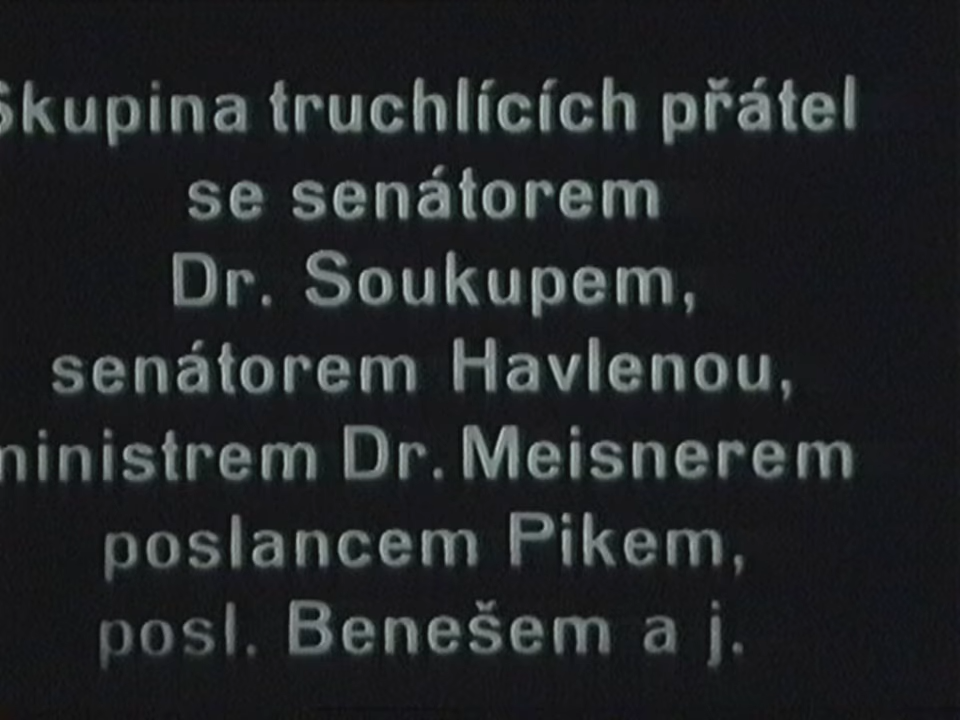 Skupina truchlících přátel
se senátorem
Dr. Soukupem,
senátorem Havlenou,
ministrem Dr. Meisnerem
poslancem Pikem,
posl. Benešem a j.